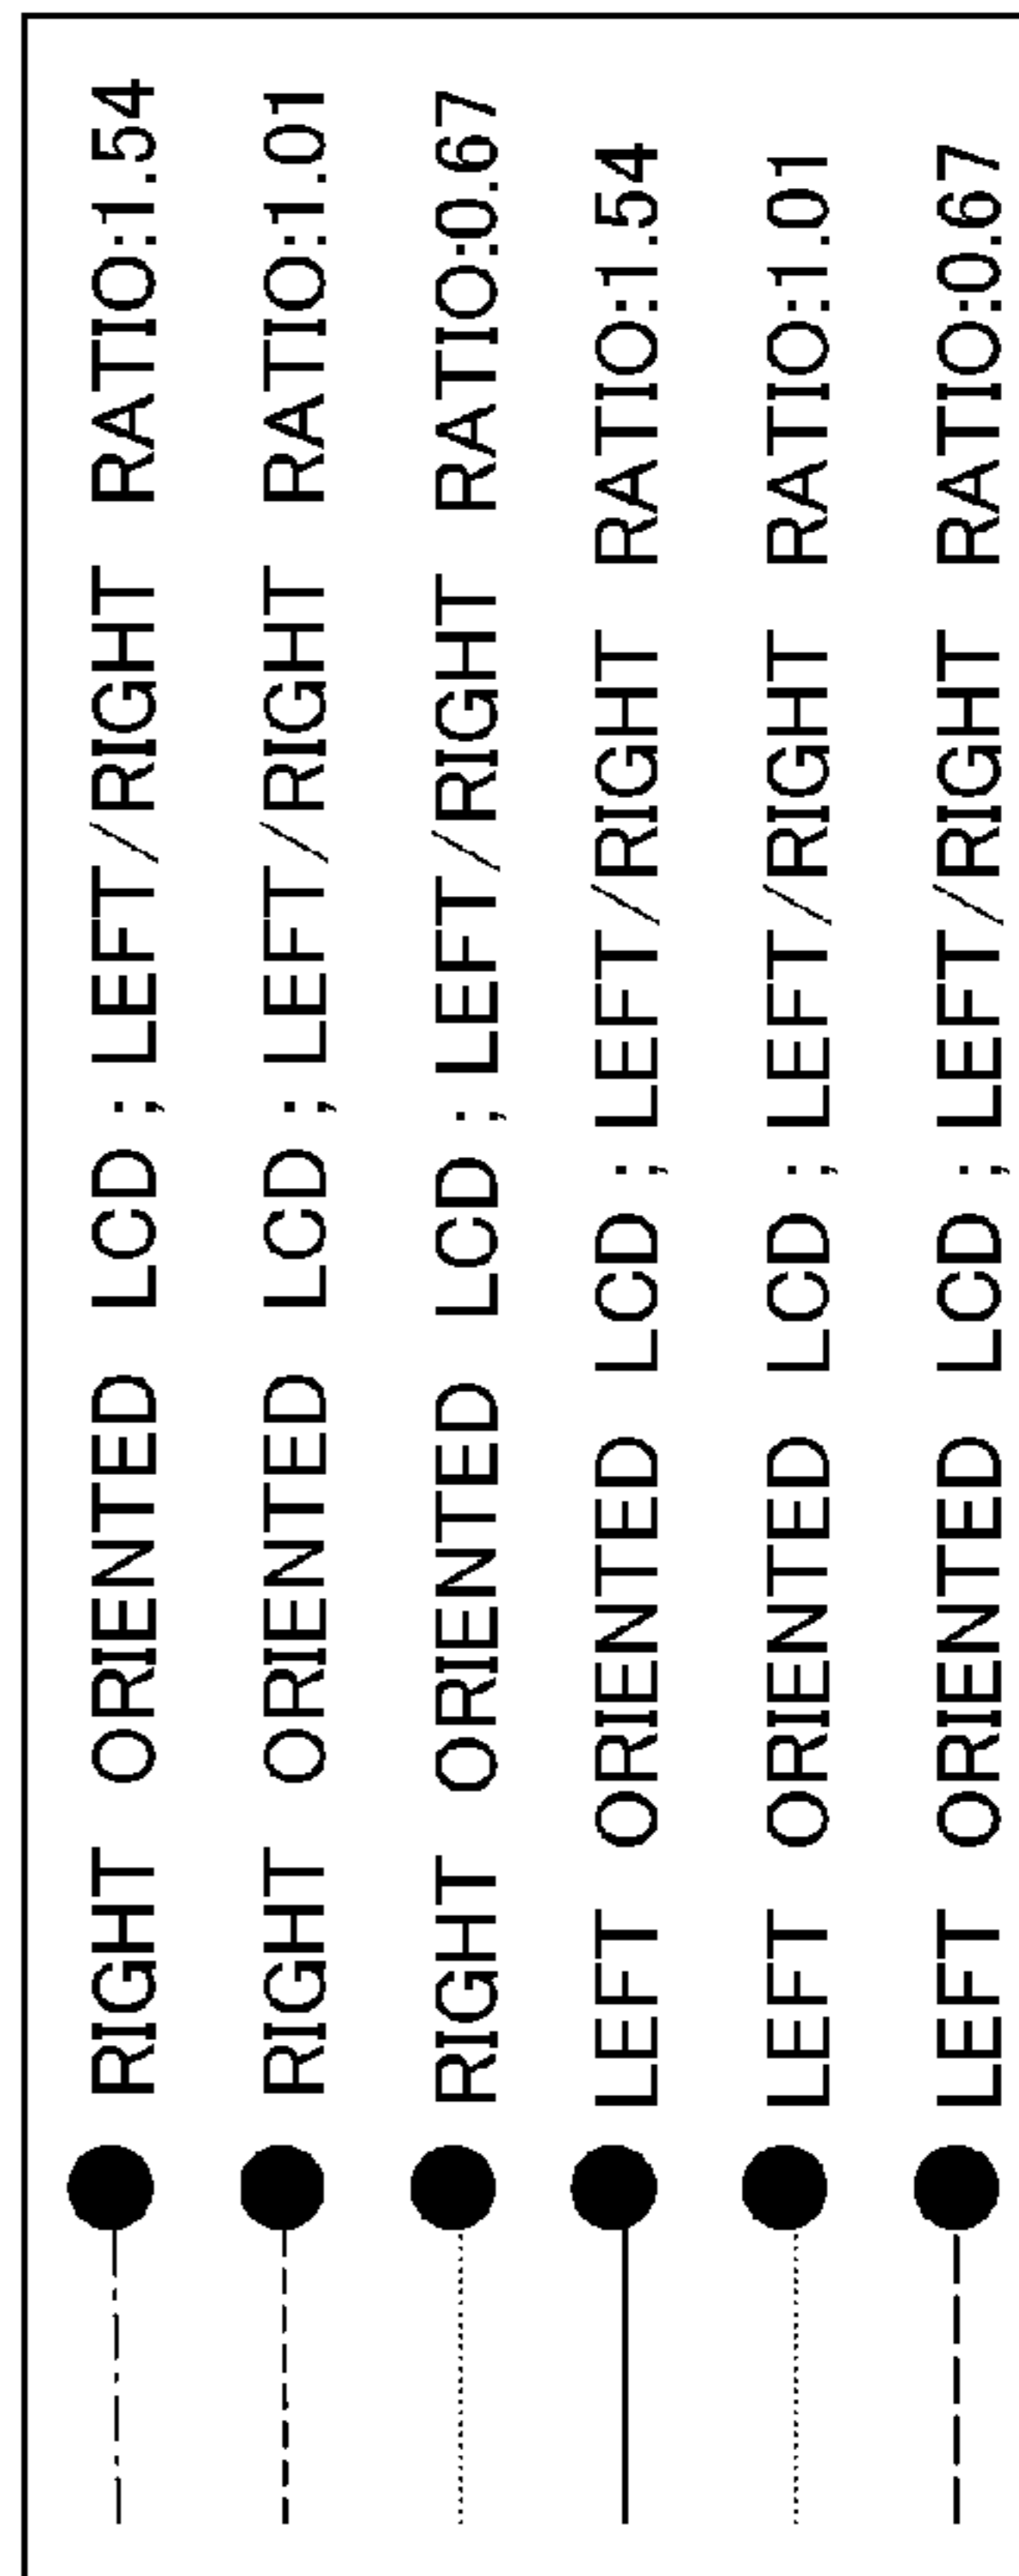 RIGHT ORIENTED LCD ; LEFT/RIGHT RATIO:1.54
RIGHT ORIENTED LCD ; LEFT/RIGHT RATIO:1.01
RIGHT ORIENTED LCD ; LEFT/RIGHT RATIO:0.67
LEFT ORIENTED LCD ; LEFT/RIGHT RATIO:1.54
LEFT ORIENTED LCD ; LEFT/RIGHT RATIO:1.01
LEFT ORIENTED LCD ; LEFT/RIGHT RATIO:0.67